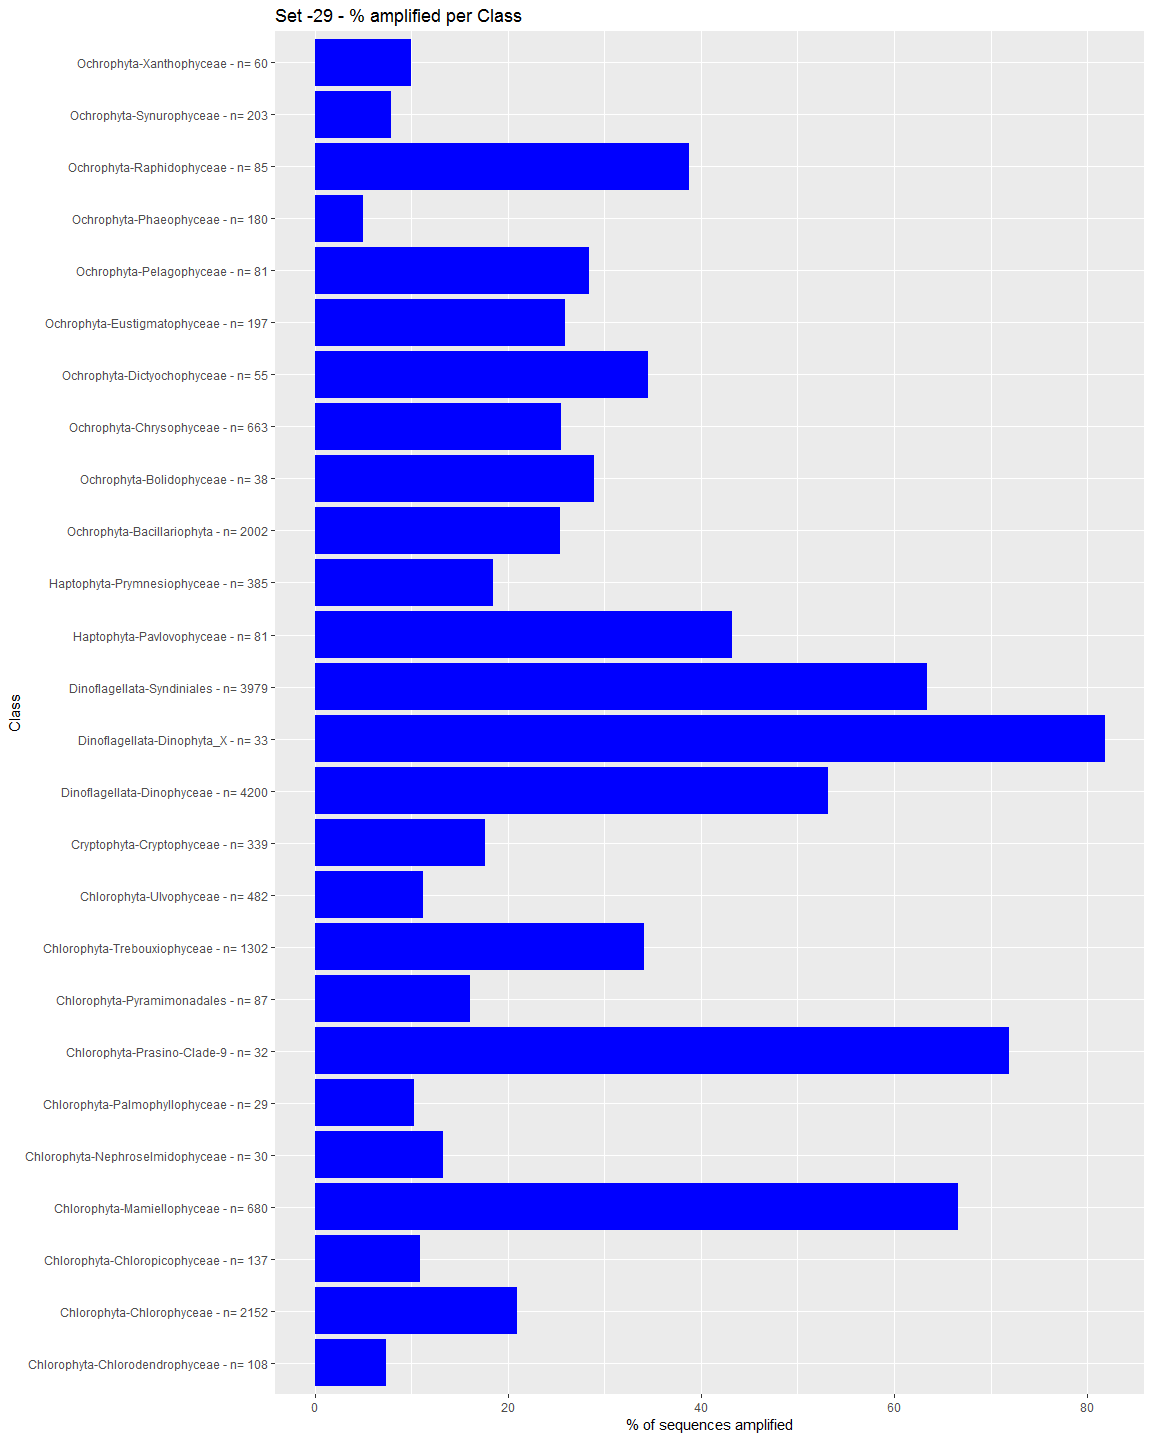 Set -29 - % amplified per Class
Ochrophyta-Xanthophyceae - n= 60
Ochrophyta-Synurophyceae - n= 203
Ochrophyta-Raphidophyceae - n= 85
Ochrophyta-Phaeophyceae - n= 180
Ochrophyta-Pelagophyceae - n= 81
Ochrophyta-Eustigmatophyceae - n= 197
Ochrophyta-Dictyochophyceae - n= 55
Ochrophyta-Chrysophyceae - n= 663
Ochrophyta-Bolidophyceae - n= 38
Ochrophyta-Bacillariophyta - n= 2002
Haptophyta-Prymnesiophyceae - n= 385
Haptophyta-Pavlovophyceae - n= 81
Dinoflagellata-Syndiniales - n= 3979
Dinoflagellata-Dinophyta_X - n= 33
Dinoflagellata-Dinophyceae - n= 4200
Cryptophyta-Cryptophyceae - n= 339
Chlorophyta-Ulvophyceae - n= 482
Chlorophyta-Trebouxiophyceae - n= 1302
Chlorophyta-Pyramimonadales - n= 87
Chlorophyta-Prasino-Clade-9 - n= 32
Chlorophyta-Palmophyllophyceae - n= 29
Chlorophyta-Nephroselmidophyceae - n= 30
Chlorophyta-Mamiellophyceae - n= 680
Chlorophyta-Chloropicophyceae - n= 137
Chlorophyta-Chlorophyceae - n= 2152
Chlorophyta-Chlorodendrophyceae - n= 108
Class
0 20 40 60 80
% of sequences amplified